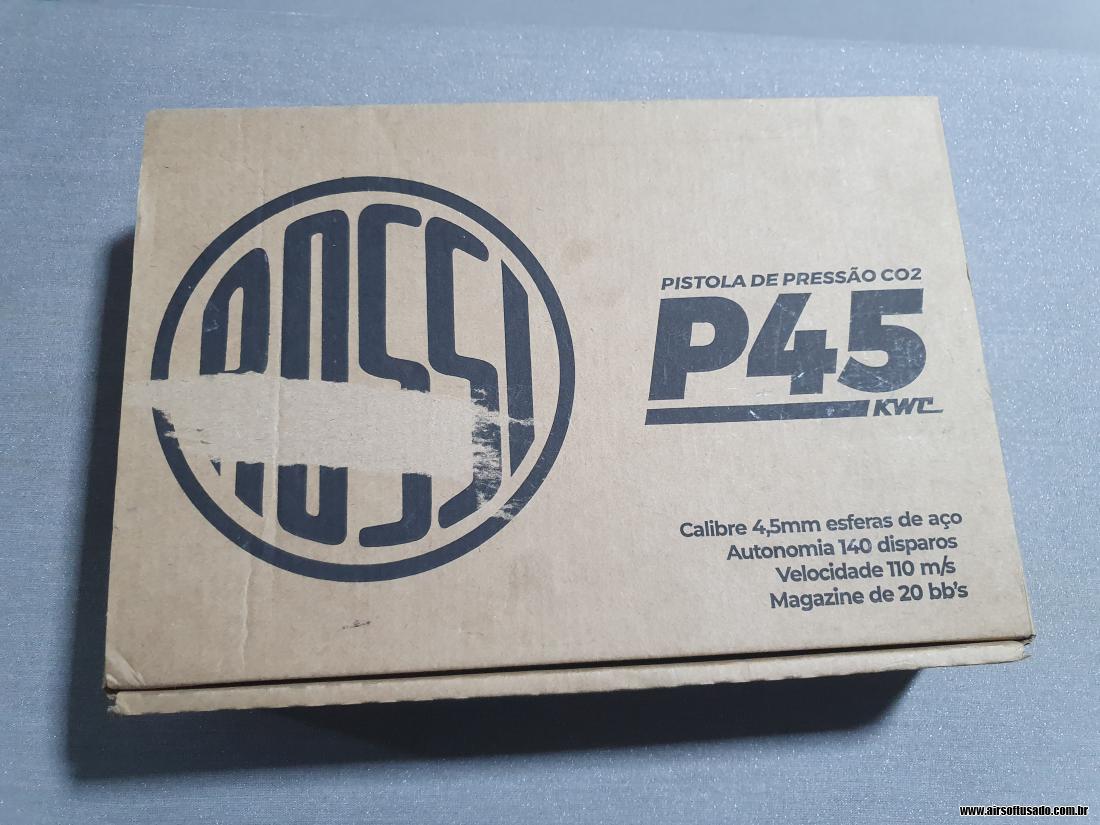 ROSSI
PISTOLA DE PRESSÃO CO2
P45
KWC
Calibre 4,5mm esferas de aço
Autonomia 140 disparos
Velocidade 110 m/s
Magazine de 20 bb's
www.airsoftusado.com.br